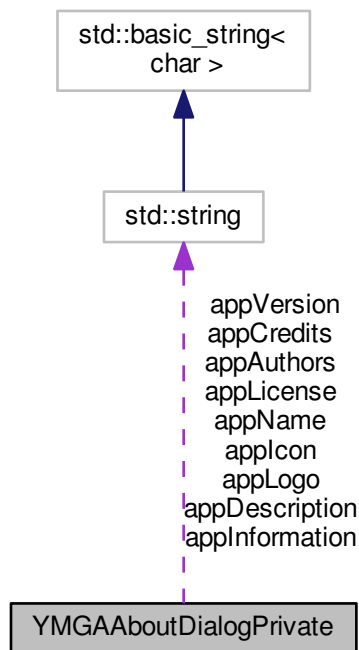 std::basic_string<
char >
std::string
appVersion
appCredits
appAuthors
appLicense
appName
appIcon
appLogo
appDescription
appInformation
YMGAAboutDialogPrivate